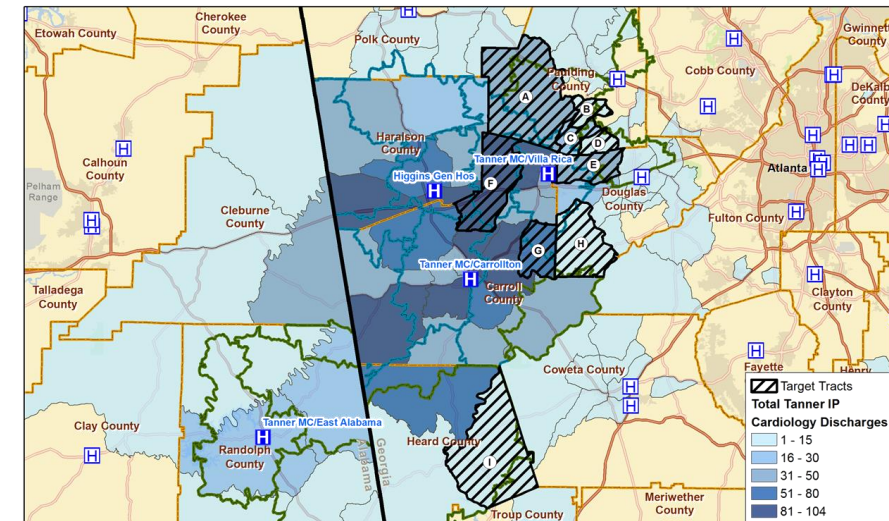 Etowah County
Cherokee
County
Polk County
Paulding
County
Cobb County
Gwinnett
County
DeKalb
County
A
B
C
D
E
Haralson
County
Tanner MC/Villa Rica
Higgins Gen Hos
F
Calhoun
County
Pelham
Range
Atlanta
Douglas
County
Cleburne
County
Fulton County
G
H
Tanner MC/Carrollton
Carroll
County
Talladega
County
Clayton
County
Fayette
Henry
Coweta County
Clay County
Tanner MC/East Alabama
Randolph
County
Heard County
Alabama
Georgia
I
Troup County
Meriwether
County
Target Tracts
Total Tanner IP
Cardiology Discharges
1 - 15
16 - 30
31 - 50
51 - 80
81 - 104